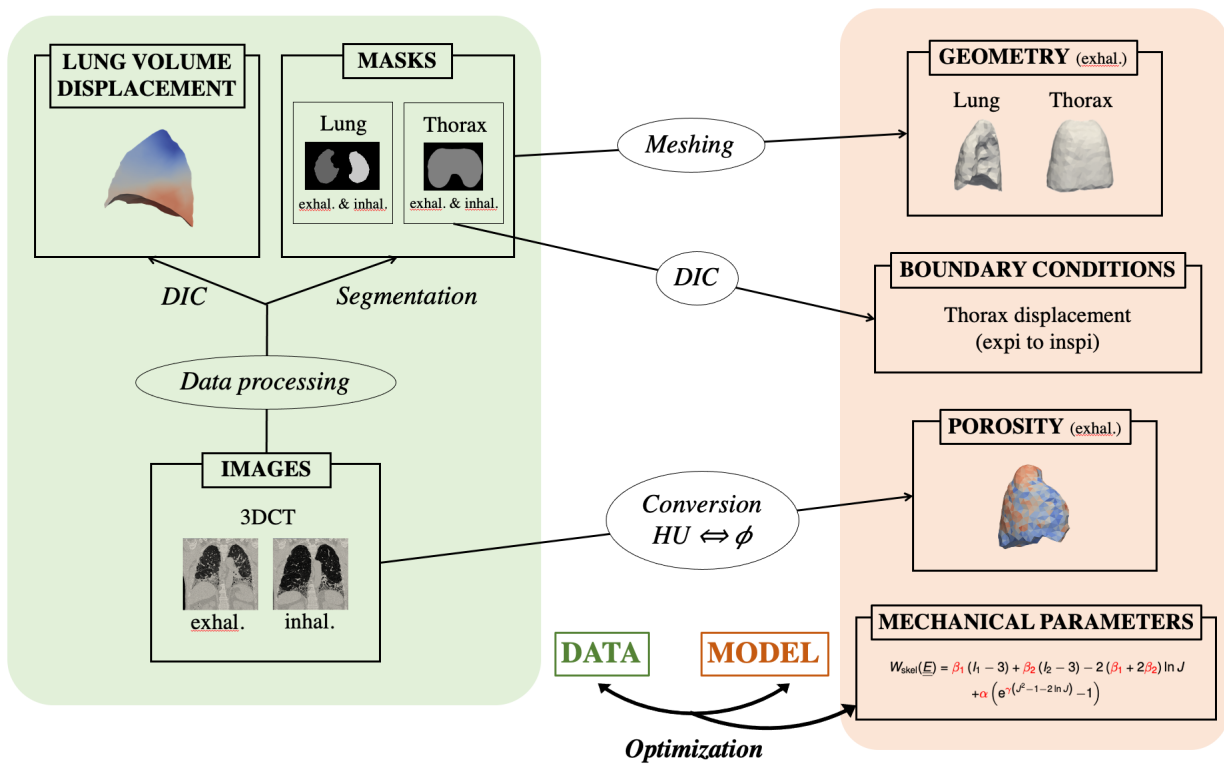 LUNG VOLUME
DISPLACEMENT
MASKS
Lung
exhal. & inhal.
Thorax
exhal. & inhal.
DIC
Segmentation
Data processing
IMAGES
3DCT
exhal.
inhal.
Meshing
DIC
Conversion
HU ⇔ ϕ
GEOMETRY (exhal.)
Lung
Thorax
BOUNDARY CONDITIONS
Thorax displacement
(expi to inspi)
POROSITY (exhal.)
MECHANICAL PARAMETERS
W_skel(E) = β₁ (I₁ − 3) + β₂ (I₂ − 3) − 2 (β₁ + 2β₂) ln J
+α (e^γ(J²−1−2 ln J) −1)
DATA
MODEL
Optimization